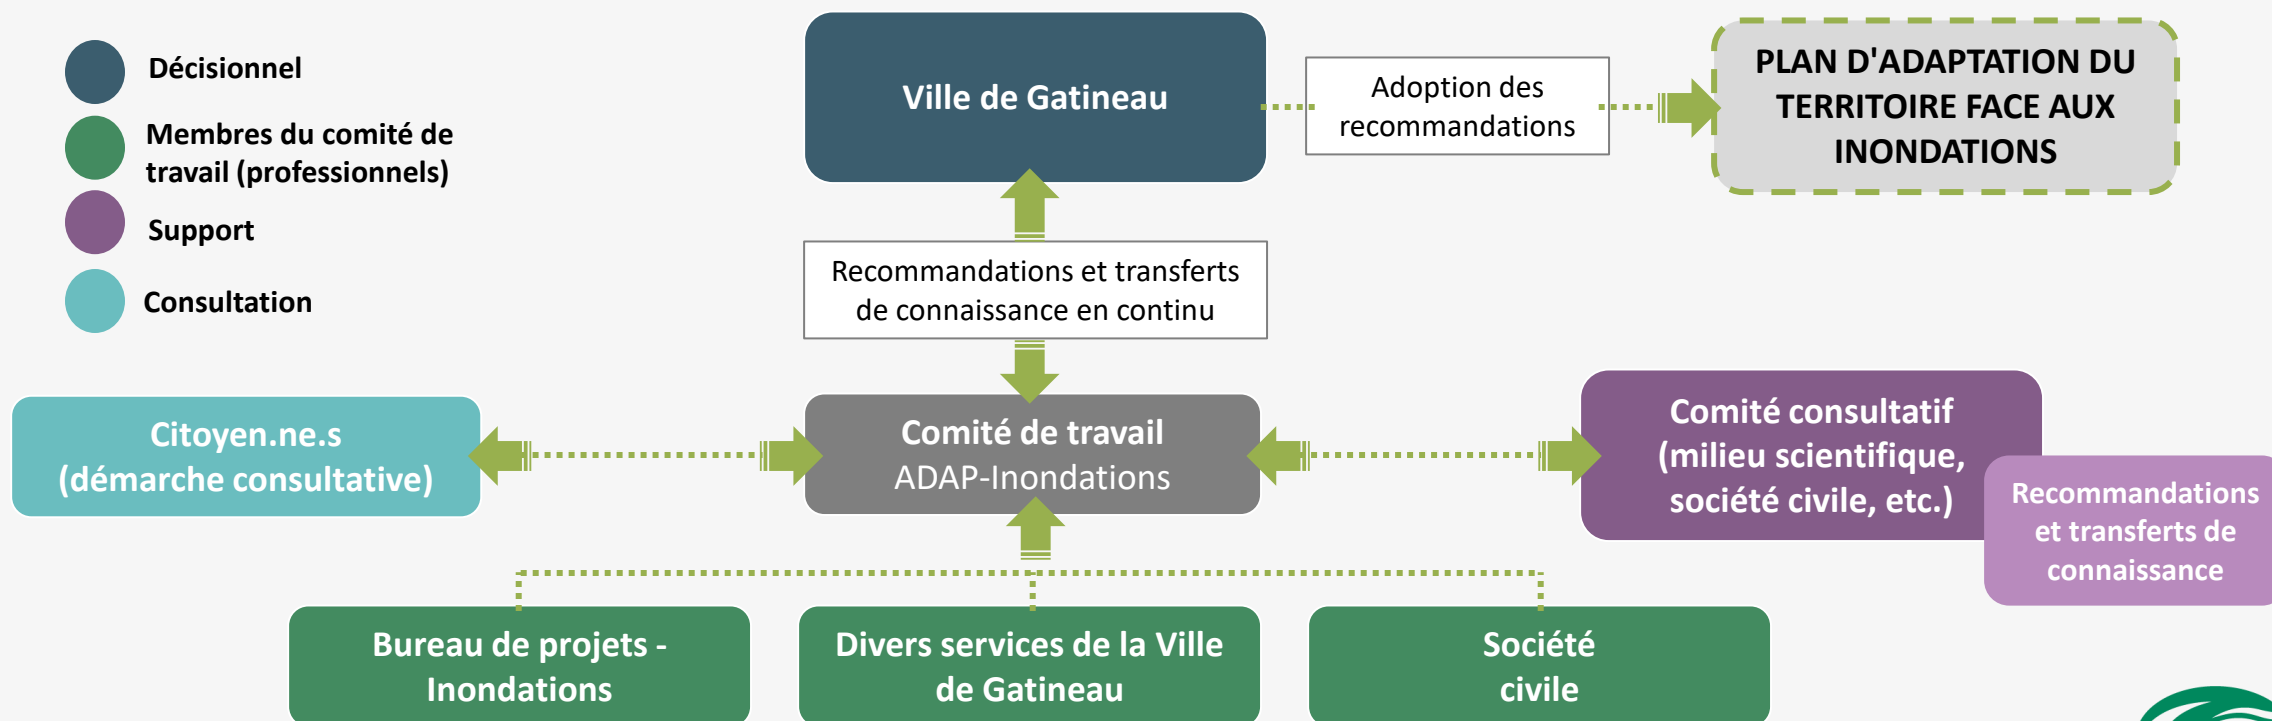 Décisionnel
Membres du comité de
travail (professionnels)
Support
Consultation
Ville de Gatineau
Adoption des
recommandations
PLAN D'ADAPTATION DU
TERRITOIRE FACE AUX
INONDATIONS
Recommandations et transferts
de connaissance en continu
Citoyen.ne.s
(démarche consultative)
Comité de travail
ADAP-Inondations
Comité consultatif
(milieu scientifique,
société civile, etc.)
Recommandations
et transferts de
connaissance
Bureau de projets -
Inondations
Divers services de la Ville
de Gatineau
Société
civile